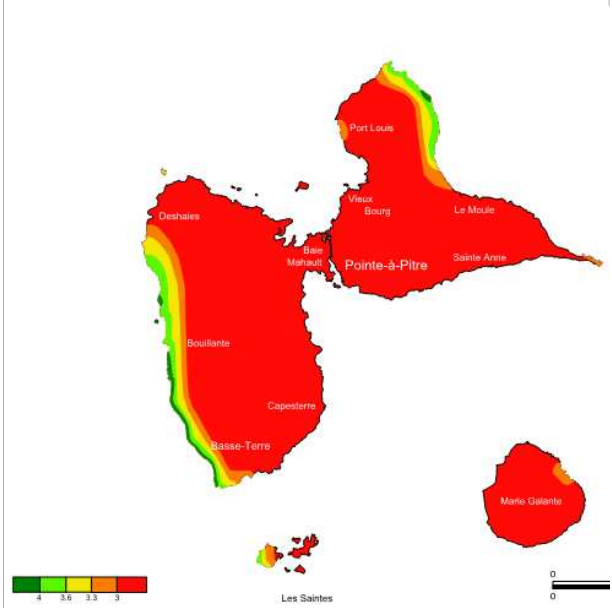 Port Louis
Vieux
Bourg
Le Moule
Deshaies
Baie
Mahault
Pointe-à-Pitre
Sainte Anne
Bouillante
Capesterre
Basse-Terre
Marie Galante
4 3.6 3.3 3
0
0
Les Saintes